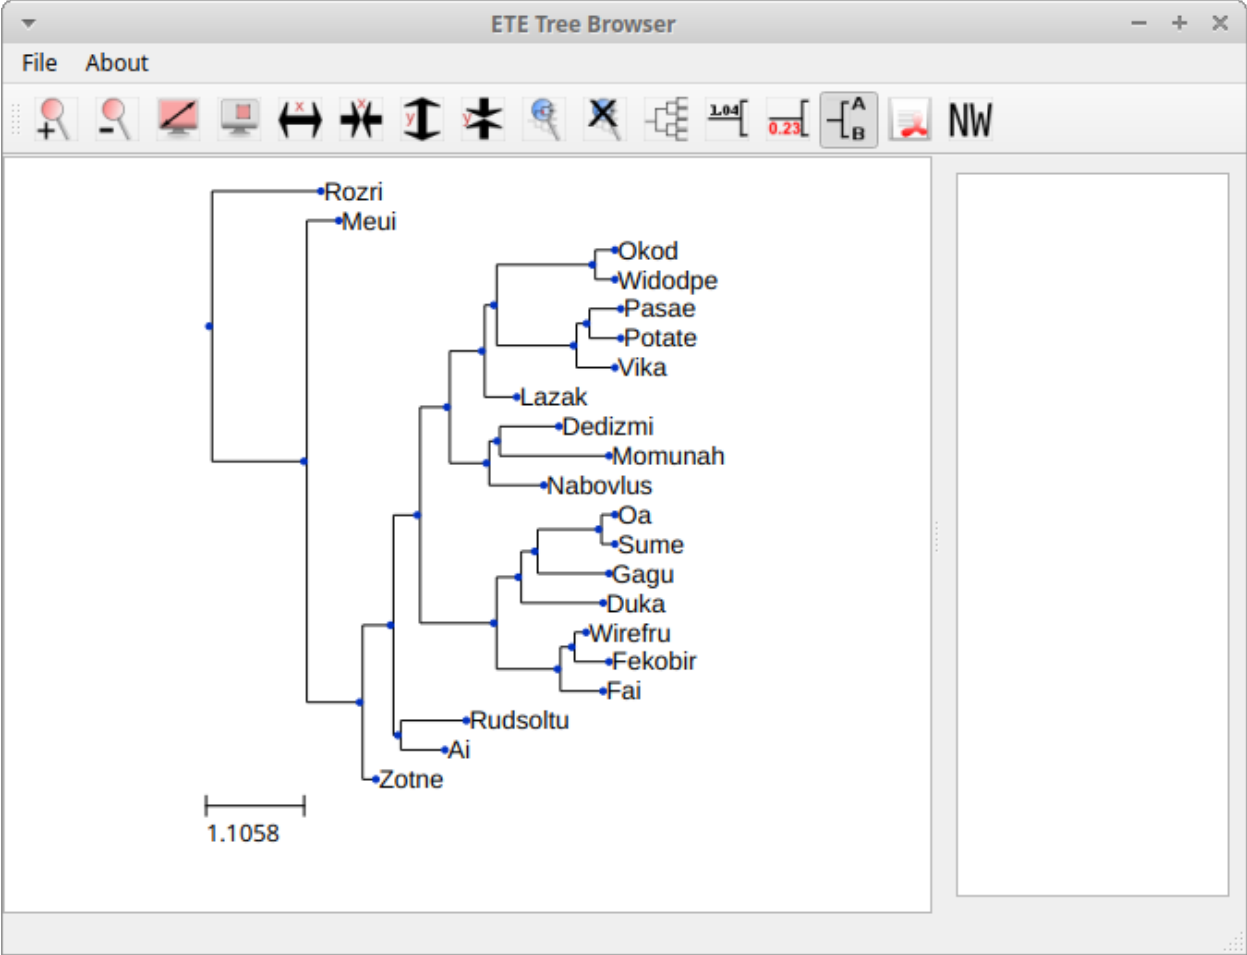 ETE Tree Browser
File About
x x y y 1.04 0.23 A B NW
Rozri
Meui
Okod
Widodpe
Pasae
Potate
Vika
Lazak
Dedizmi
Momunah
Nabovlus
Oa
Sume
Gagu
Duka
Wirefru
Fekobir
Fai
Rudsoltu
Ai
Zotne
1.1058